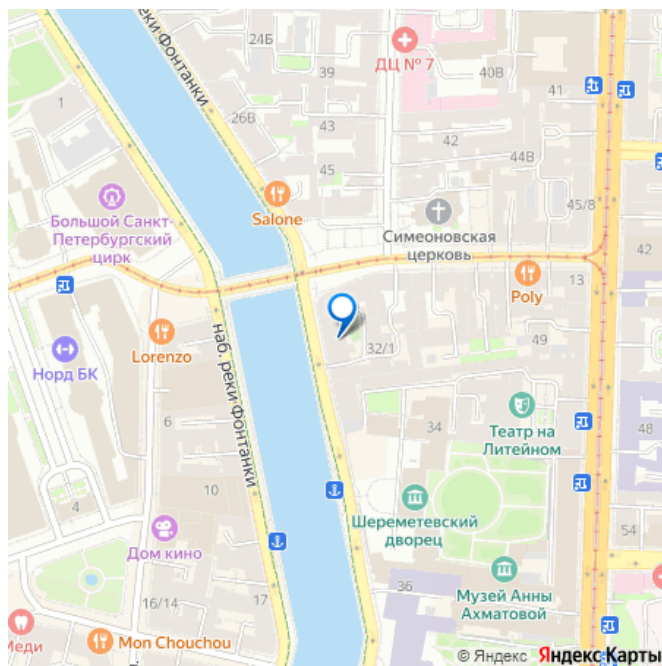 24Б
реки Фонтанки
39
ДЦ № 7
40В
41
1
26В
43
42
44В
45
45/8
Большой Санкт-
Петербургский
цирк
Salone
Симеоновская
церковь
42
Poly
13
Норд БК
Lorenzo
наб. реки Фонтанки
32/1
49
6
34
Театр на
Литейном
48
10
4
Шереметевский
дворец
Дом кино
54
36
Музей Анны
Ахматовой
16/14
17
Меди
Mon Chouchou
© Яндекс Яндекс Карты